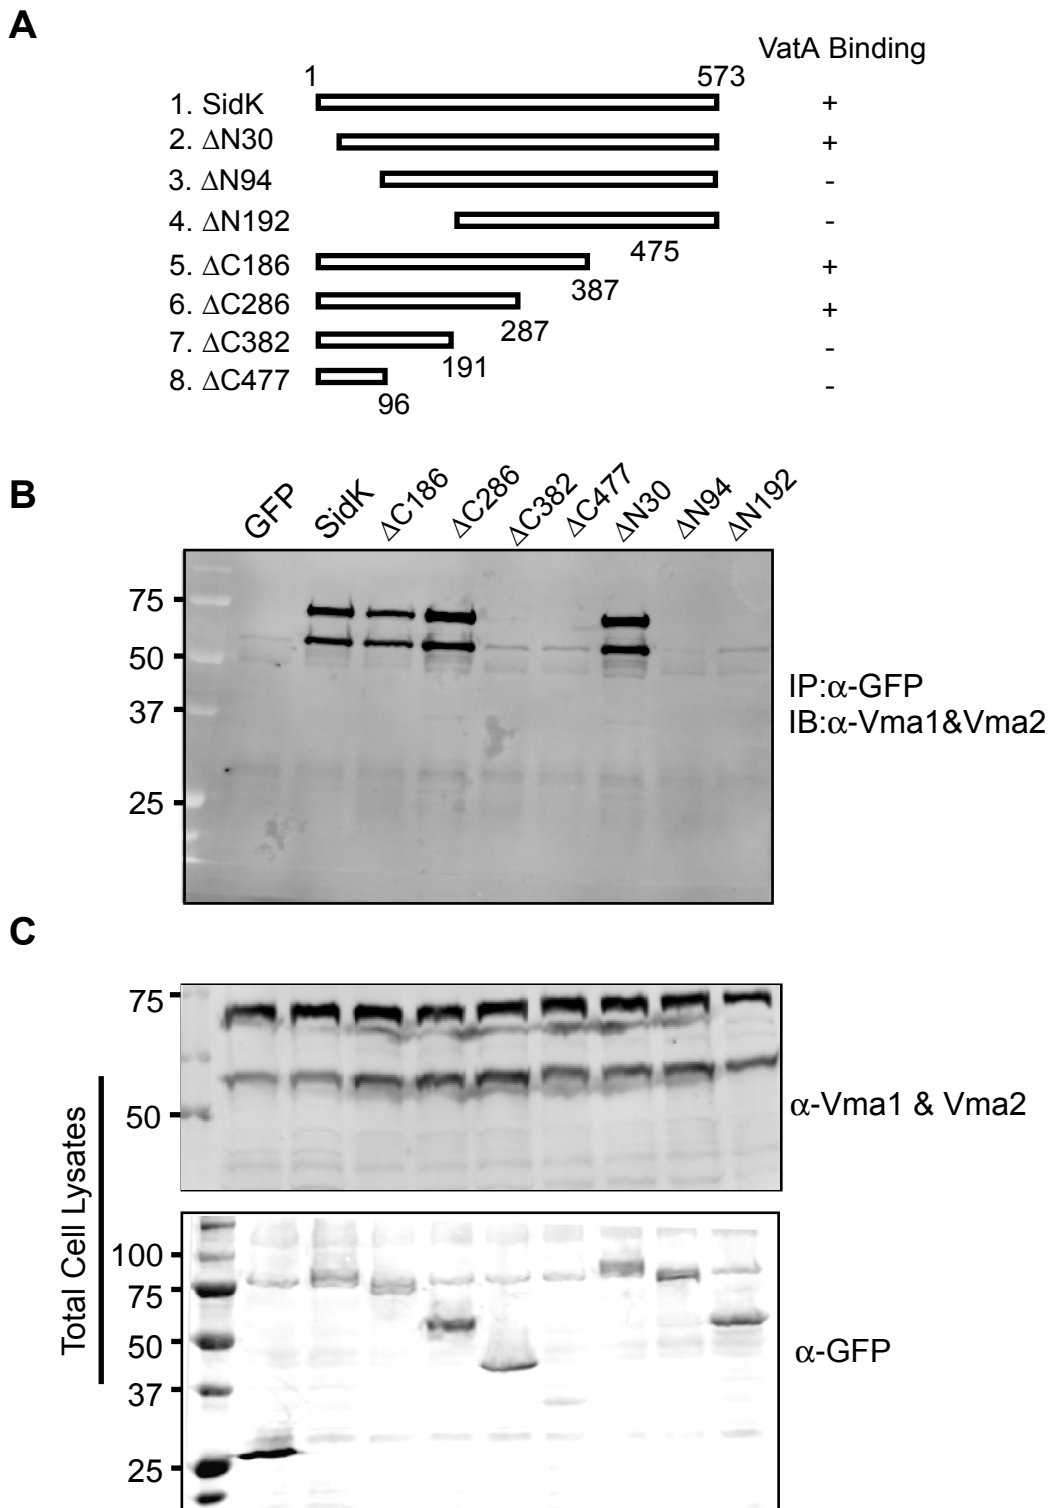 A
VatA Binding
1 573
1. SidK +
2. ΔN30 +
3. ΔN94 -
4. ΔN192 -
475
5. ΔC186 +
387
6. ΔC286 +
287
7. ΔC382 -
191
8. ΔC477 -
96
B
GFP SidK ΔC186 ΔC286 ΔC382 ΔC477 ΔN30 ΔN94 ΔN192
75
50
37
25
IP:α-GFP
IB:α-Vma1&Vma2
C
Total Cell Lysates
75
50
α-Vma1 & Vma2
100
75
50
37
25
α-GFP